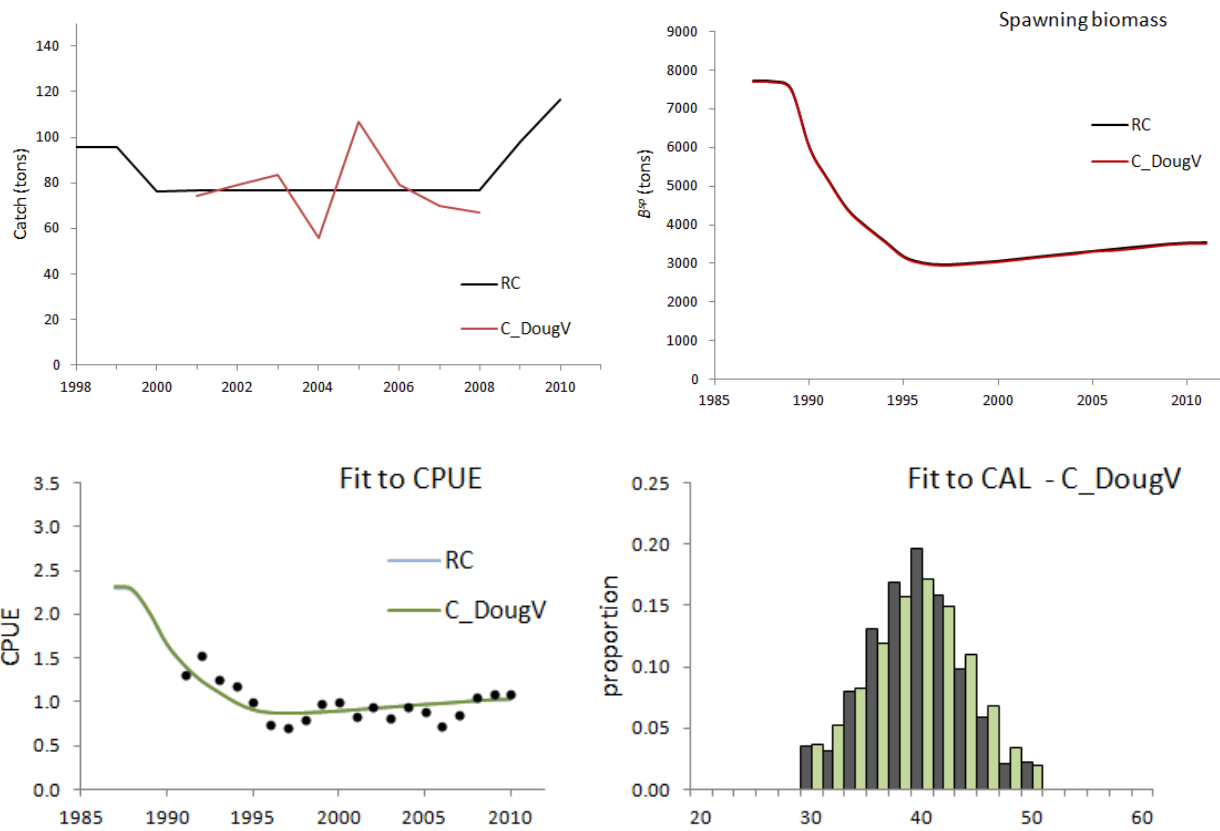 140
120
100
80
60
40
20
0
Catch (tons)
RC
C_DougV
1998 2000 2002 2004 2006 2008 2010
Spawning biomass
9000
8000
7000
6000
5000
4000
3000
2000
1000
0
Bsp (tons)
RC
C_DougV
1985 1990 1995 2000 2005 2010
Fit to CPUE
3.5
3.0
2.5
2.0
1.5
1.0
0.5
0.0
CPUE
RC
C_DougV
1985 1990 1995 2000 2005 2010
Fit to CAL - C_DougV
0.25
0.20
0.15
0.10
0.05
0.00
proportion
20 30 40 50 60